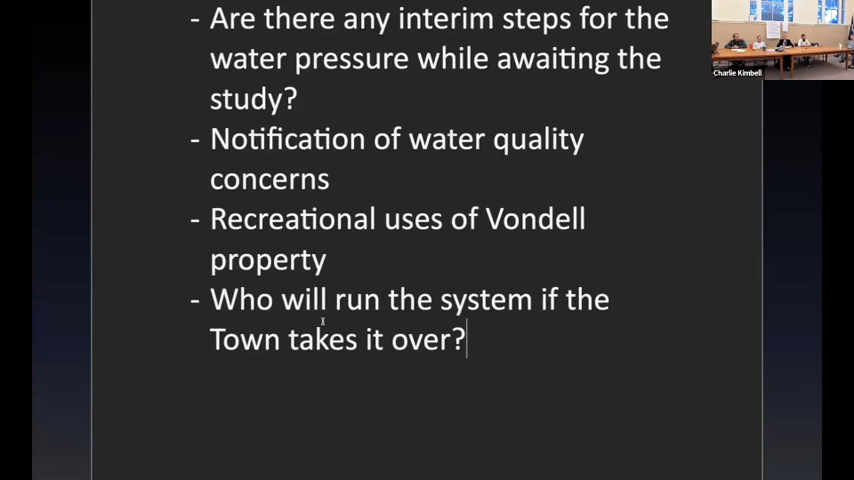 - Are there any interim steps for the
water pressure while awaiting the
study?
- Notification of water quality
concerns
- Recreational uses of Vondell
property
- Who will run the system if the
Town takes it over?
Charlie Kimbell